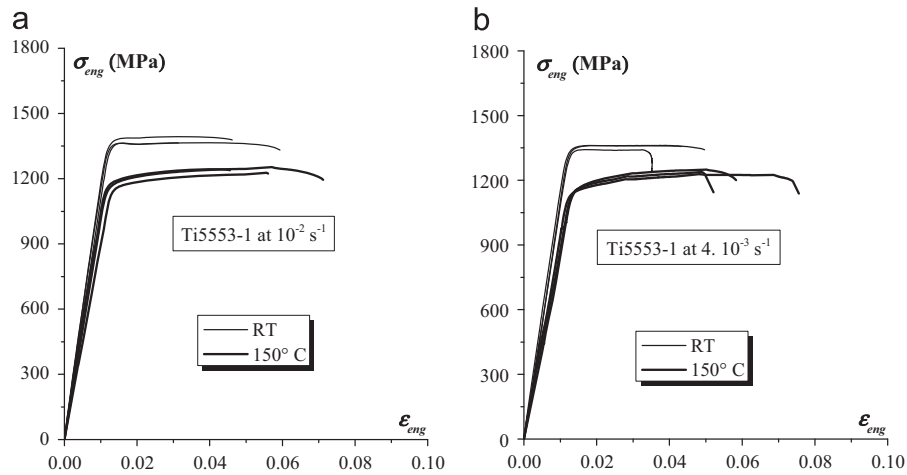 a
σeng (MPa)
1800
1500
1200
900
600
300
0
0.00 0.02 0.04 0.06 0.08 0.10
εeng
Ti5553-1 at 10-2 s-1
RT
150° C
b
σeng (MPa)
1800
1500
1200
900
600
300
0
0.00 0.02 0.04 0.06 0.08 0.10
εeng
Ti5553-1 at 4. 10-3 s-1
RT
150° C